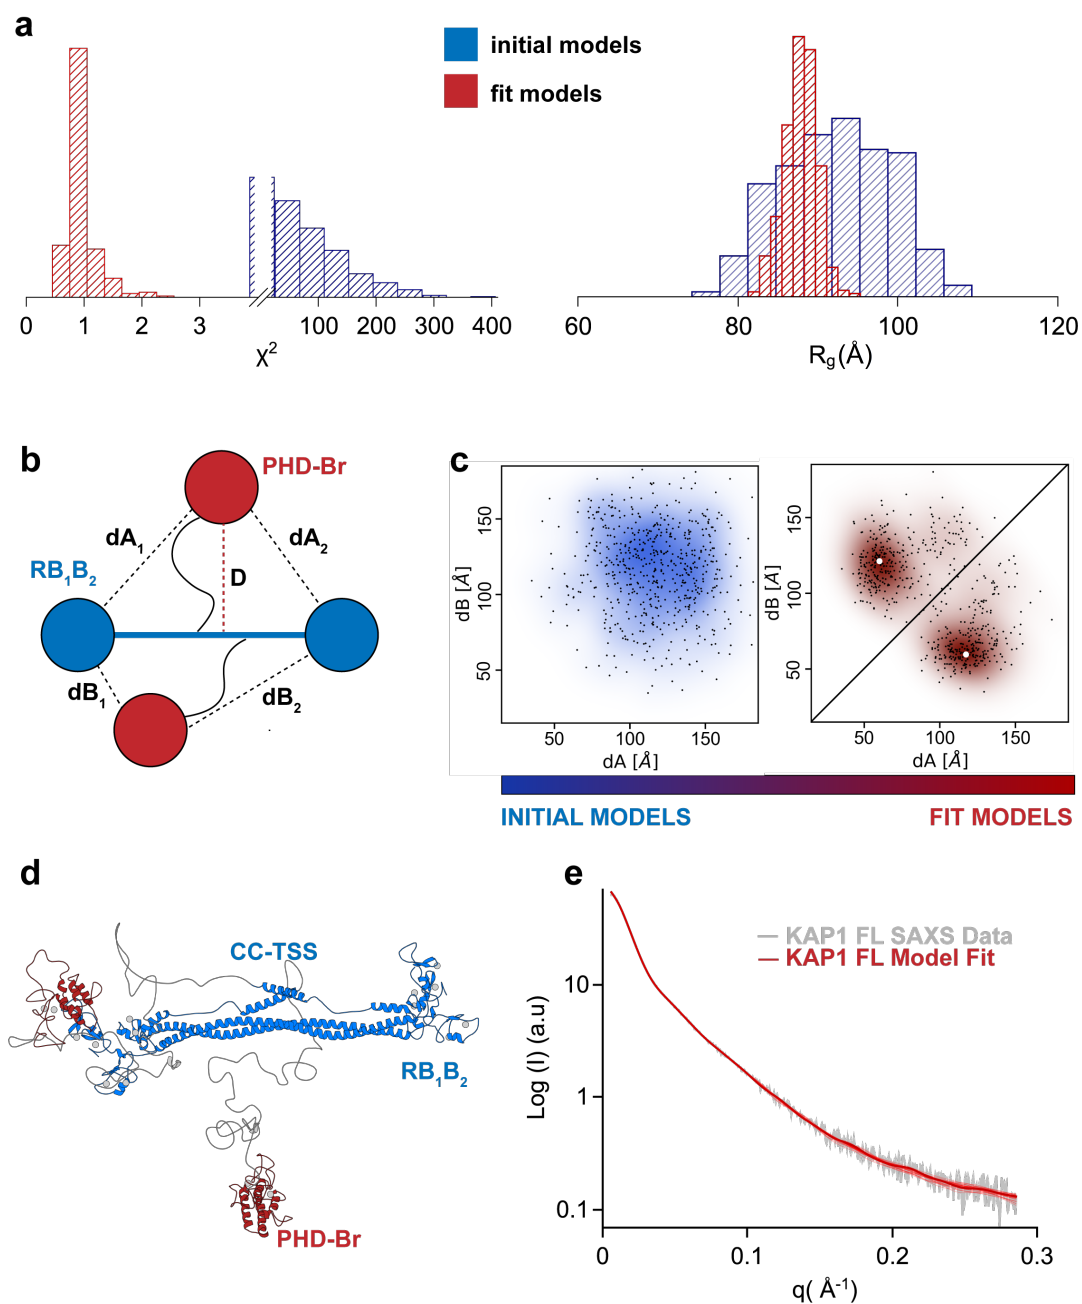 a
initial models
fit models
0 1 2 3 100 200 300 400
χ²
60 80 100 120
Rg(Å)
b
PHD-Br
dA₁
dA₂
RB₁B₂
D
dB₁
dB₂
c
150
100
50
dB [Å]
50 100 150
dA [Å]
150
100
50
dB [Å]
50 100 150
dA [Å]
INITIAL MODELS
FIT MODELS
d
CC-TSS
RB₁B₂
PHD-Br
e
KAP1 FL SAXS Data
KAP1 FL Model Fit
10
1
0.1
Log (I) (a.u)
0 0.1 0.2 0.3
q( Å⁻¹)